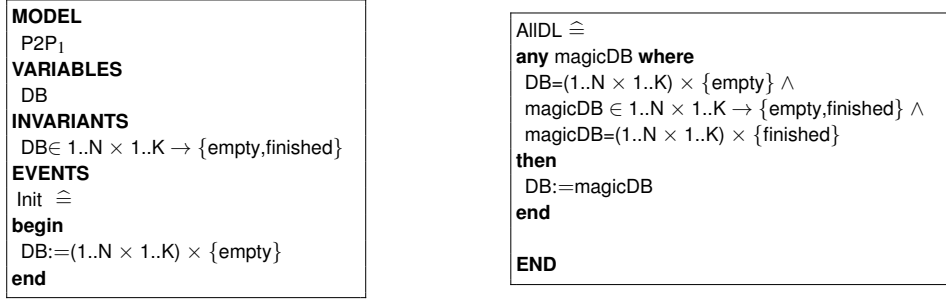 MODEL
P2P₁
VARIABLES
DB
INVARIANTS
DB∈ 1..N × 1..K → {empty,finished}
EVENTS
Init ≙
begin
DB:=(1..N × 1..K) × {empty}
end
AllDL ≙
any magicDB where
DB=(1..N × 1..K) × {empty} ∧
magicDB ∈ 1..N × 1..K → {empty,finished} ∧
magicDB=(1..N × 1..K) × {finished}
then
DB:=magicDB
end
END